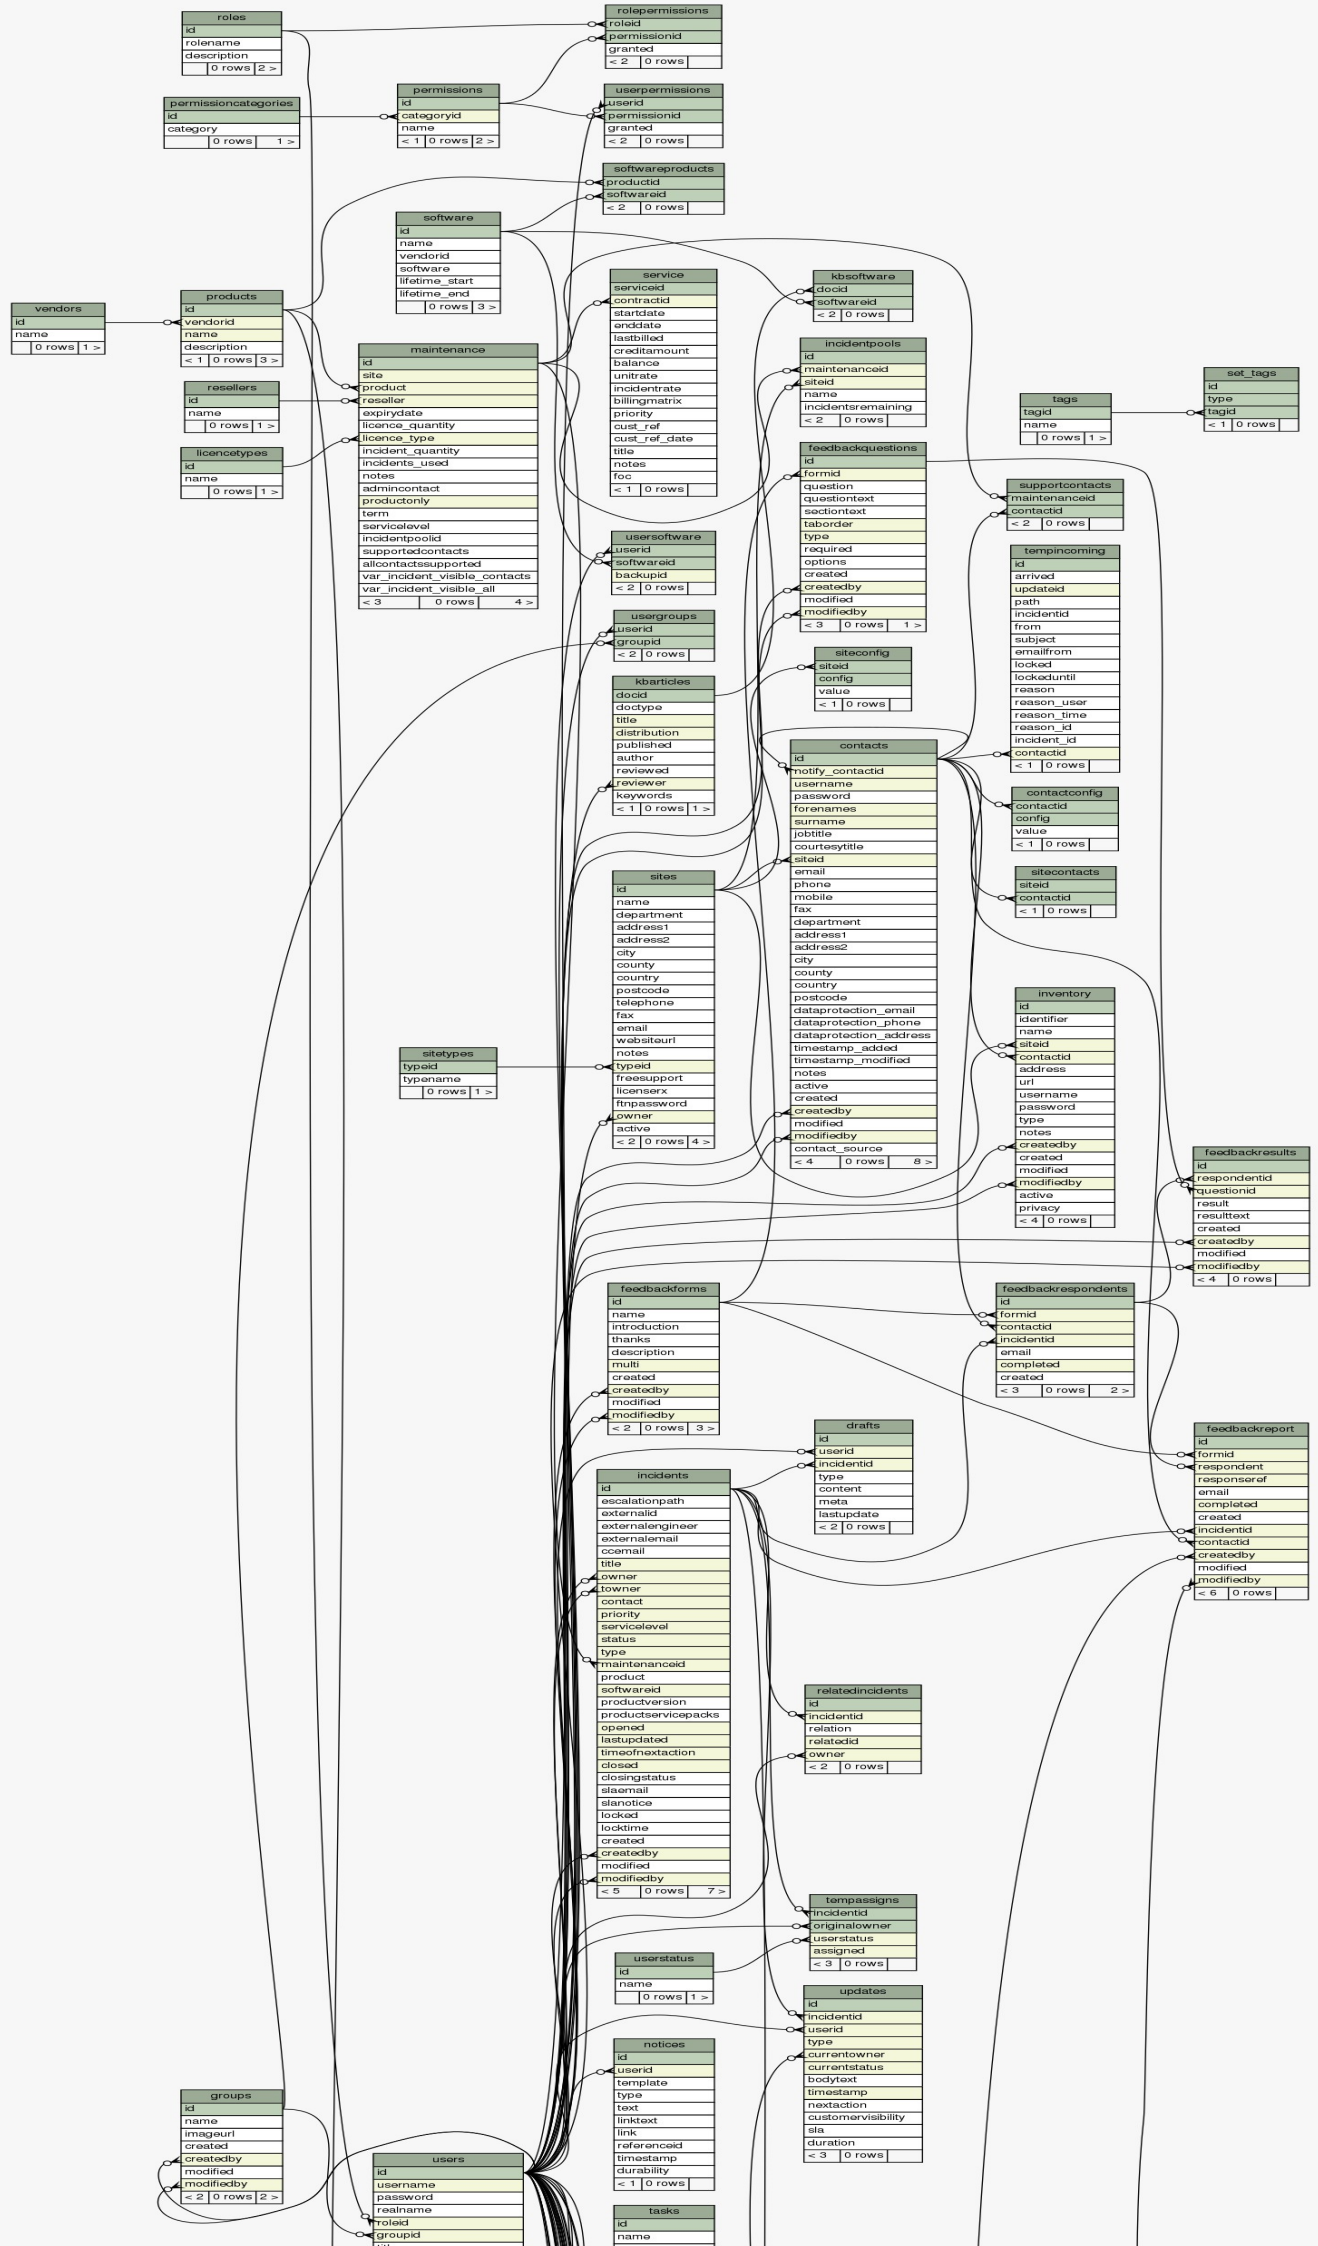 roles
id
rolename
description
0 rows 2 >
rolepermissions
roleid
permissionid
granted
< 2 0 rows
permissioncategories
id
category
0 rows 1 >
permissions
id
categoryid
name
< 1 0 rows 2 >
userpermissions
userid
permissionid
granted
< 2 0 rows
softwareproducts
productid
softwareid
< 2 0 rows
software
id
name
vendorid
software
lifetime_start
lifetime_end
0 rows 3 >
vendors
id
name
0 rows 1 >
products
id
vendorid
name
description
< 1 0 rows 3 >
resellers
id
name
0 rows 1 >
licencetypes
id
name
0 rows 1 >
maintenance
id
site
product
reseller
expirydate
licence_quantity
licence_type
incident_quantity
incidents_used
notes
admincontact
productonly
term
servicelevel
incidentpoolid
supportedcontacts
allcontactssupported
var_incident_visible_contacts
var_incident_visible_all
< 3 0 rows 4 >
service
serviceid
contractid
startdate
enddate
lastbilled
creditamount
balance
unitrate
incidentrate
billingmatrix
priority
cust_ref
cust_ref_date
title
notes
foc
< 1 0 rows
kbsoftware
docid
softwareid
< 2 0 rows
incidentpools
id
maintenanceid
siteid
name
incidentsremaining
< 2 0 rows
tags
tagid
name
0 rows 1 >
set_tags
id
type
tagid
< 1 0 rows
feedbackquestions
id
formid
question
questiontext
sectiontext
taborder
type
required
options
created
createdby
modified
modifiedby
< 3 0 rows 1 >
supportcontacts
maintenanceid
contactid
< 2 0 rows
tempincoming
id
arrived
updateid
path
incidentid
from
subject
emailfrom
locked
lockeduntil
reason
reason_user
reason_time
reason_id
incident_id
contactid
< 1 0 rows
usersoftware
userid
softwareid
backupid
< 2 0 rows
usergroups
userid
groupid
< 2 0 rows
siteconfig
siteid
config
value
< 1 0 rows
kbarticles
docid
doctype
title
distribution
published
author
reviewed
reviewer
keywords
< 1 0 rows 1 >
contacts
id
notify_contactid
username
password
forenames
surname
jobtitle
courtesytitle
siteid
email
phone
mobile
fax
department
address1
address2
city
county
country
postcode
dataprotection_email
dataprotection_phone
dataprotection_address
timestamp_added
timestamp_modified
notes
active
created
createdby
modified
modifiedby
contact_source
< 4 0 rows 8 >
contactconfig
contactid
config
value
< 1 0 rows
sitecontacts
siteid
contactid
< 1 0 rows
sites
id
name
department
address1
address2
city
county
country
postcode
telephone
fax
email
websiteurl
notes
typeid
freesupport
licenserx
ftnpassword
owner
active
< 2 0 rows 4 >
sitetypes
typeid
typename
0 rows 1 >
inventory
id
identifier
name
siteid
contactid
address
url
username
password
type
notes
createdby
created
modified
modifiedby
active
privacy
< 4 0 rows
feedbackresults
id
respondentid
questionid
result
resulttext
created
createdby
modified
modifiedby
< 4 0 rows
feedbackforms
id
name
introduction
thanks
description
multi
created
createdby
modified
modifiedby
< 2 0 rows 3 >
feedbackrespondents
id
formid
contactid
incidentid
email
completed
created
< 3 0 rows 2 >
drafts
id
userid
incidentid
type
content
meta
lastupdate
< 2 0 rows
feedbackreport
id
formid
respondent
responseref
email
completed
created
incidentid
contactid
createdby
modified
modifiedby
< 6 0 rows
incidents
id
escalationpath
externalid
externalengineer
externalemail
ccemail
title
owner
towner
contact
priority
servicelevel
status
type
maintenanceid
product
softwareid
productversion
productservicepacks
opened
lastupdated
timeofnextaction
closed
closingstatus
slaemail
slanotice
locked
locktime
created
createdby
modified
modifiedby
< 5 0 rows 7 >
relatedincidents
id
incidentid
relation
relatedid
owner
< 2 0 rows
tempassigns
incidentid
originalowner
userstatus
assigned
< 3 0 rows
userstatus
id
name
0 rows 1 >
updates
id
incidentid
userid
type
currentowner
currentstatus
bodytext
timestamp
nextaction
customervisibility
sla
duration
< 3 0 rows
notices
id
userid
template
type
text
linktext
link
referenceid
timestamp
durability
< 1 0 rows
groups
id
name
imageurl
created
createdby
modified
modifiedby
< 2 0 rows 2 >
users
id
username
password
realname
roleid
groupid
tasks
id
name